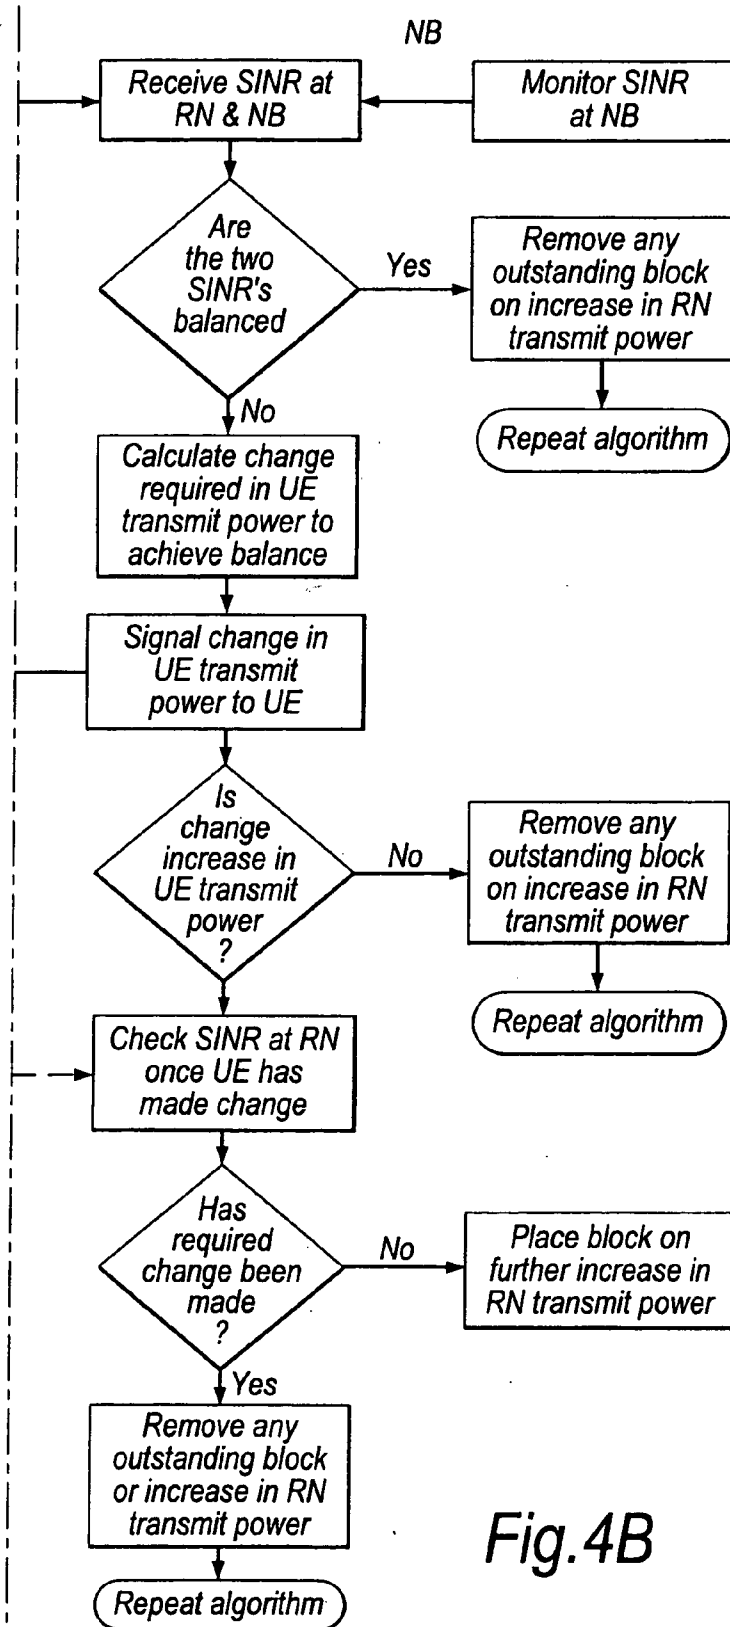 NB
Receive SINR at
RN & NB
Monitor SINR
at NB
Are
the two
SINR's
balanced
Yes
Remove any
outstanding block
on increase in RN
transmit power
No
Repeat algorithm
Calculate change
required in UE
transmit power to
achieve balance
Signal change in
UE transmit
power to UE
Is
change
increase in
UE transmit
power
?
No
Remove any
outstanding block
on increase in RN
transmit power
Repeat algorithm
Check SINR at RN
once UE has
made change
Has
required
change been
made
?
No
Place block on
further increase in
RN transmit power
Yes
Remove any
outstanding block
or increase in RN
transmit power
Repeat algorithm
Fig.4B